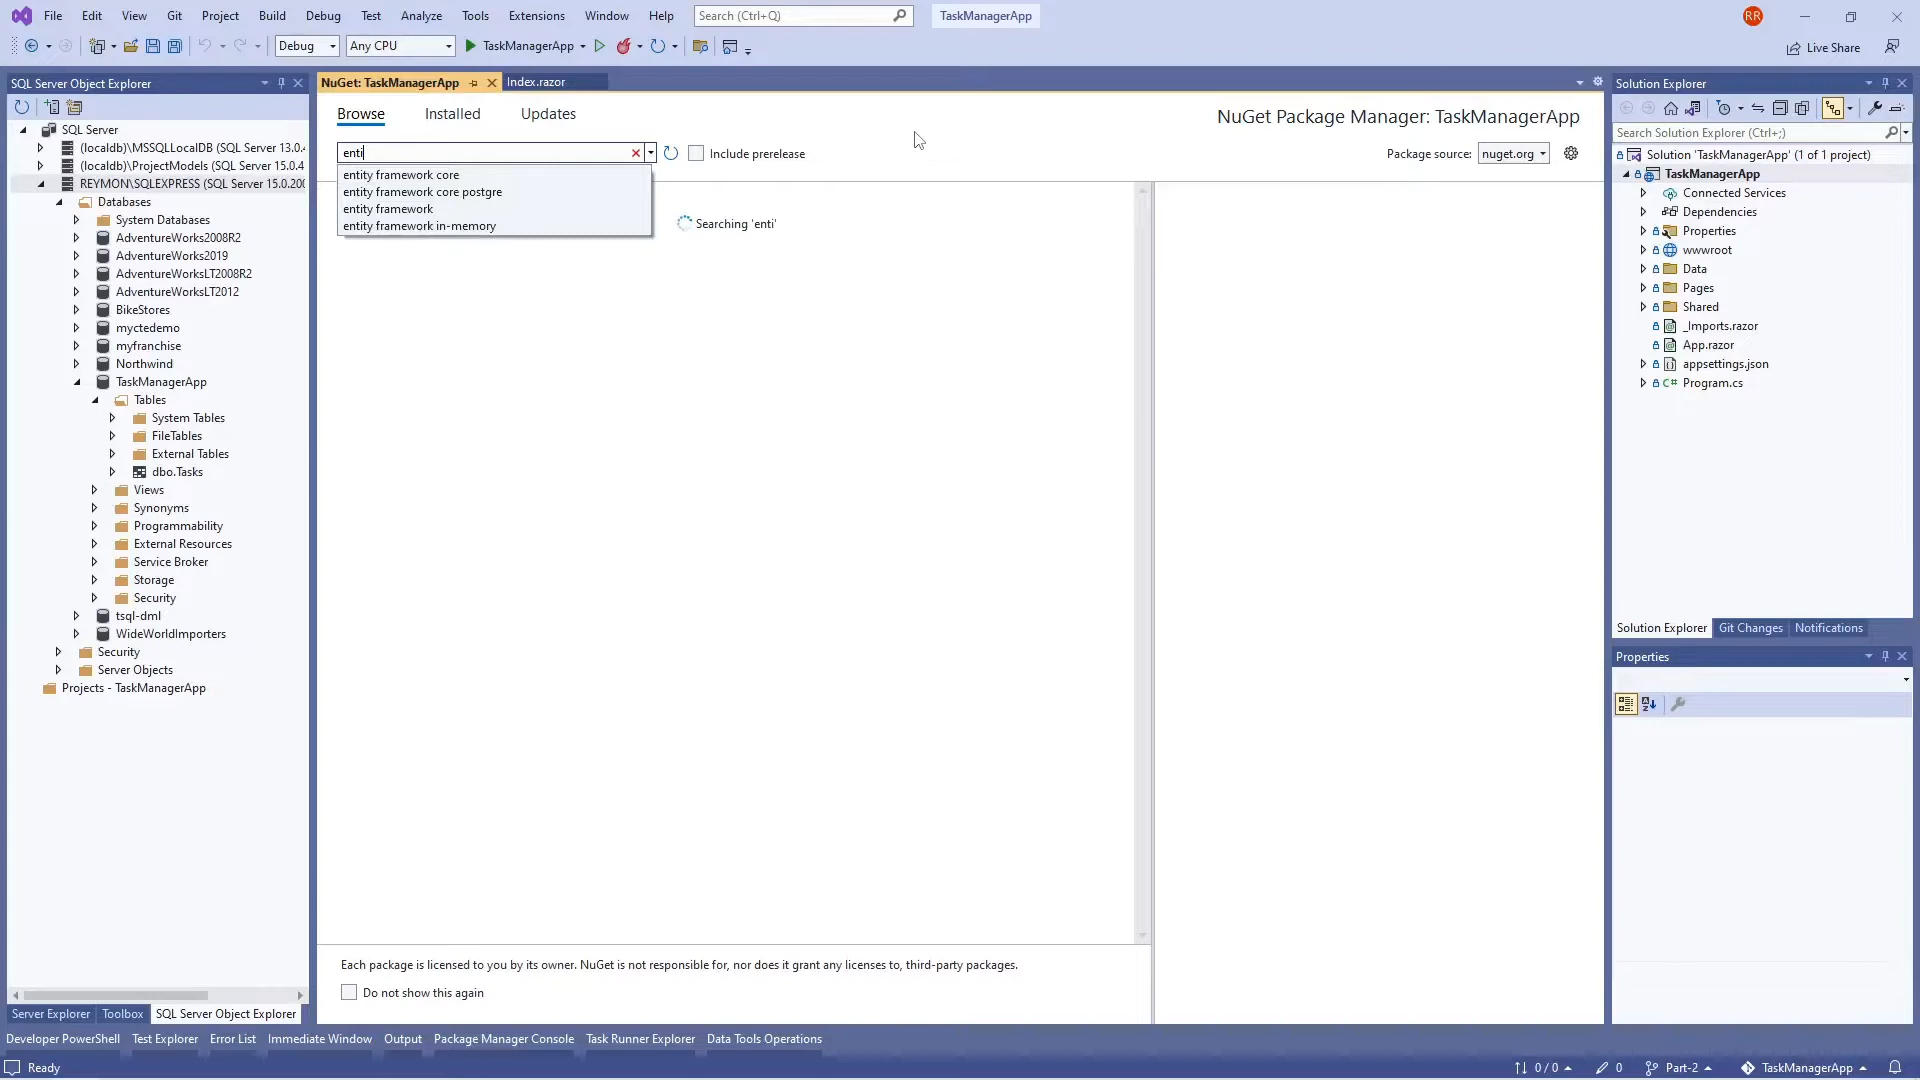 File Edit View Git Project Build Debug Test Analyze Tools Extensions Window Help Search (Ctrl+Q) TaskManagerApp RR
Debug Any CPU TaskManagerApp Live Share
SQL Server Object Explorer
SQL Server
(localdb)\MSSQLLocalDB (SQL Server 13.0.4
(localdb)\ProjectModels (SQL Server 15.0.4
REYMON\SQLEXPRESS (SQL Server 15.0.200
Databases
System Databases
AdventureWorks2008R2
AdventureWorks2019
AdventureWorksLT2008R2
AdventureWorksLT2012
BikeStores
myctedemo
myfranchise
Northwind
TaskManagerApp
Tables
System Tables
FileTables
External Tables
dbo.Tasks
Views
Synonyms
Programmability
External Resources
Service Broker
Storage
Security
tsql-dml
WideWorldImporters
Security
Server Objects
Projects - TaskManagerApp
Server Explorer Toolbox SQL Server Object Explorer
NuGet: TaskManagerApp Index.razor
Browse Installed Updates NuGet Package Manager: TaskManagerApp
enti Include prerelease Package source: nuget.org
entity framework core
entity framework core postgre
entity framework
entity framework in-memory
Searching 'enti'
Each package is licensed to you by its owner. NuGet is not responsible for, nor does it grant any licenses to, third-party packages.
Do not show this again
Solution Explorer
Search Solution Explorer (Ctrl+;)
Solution 'TaskManagerApp' (1 of 1 project)
TaskManagerApp
Connected Services
Dependencies
Properties
wwwroot
Data
Pages
Shared
_Imports.razor
App.razor
appsettings.json
C# Program.cs
Solution Explorer Git Changes Notifications
Properties
Developer PowerShell Test Explorer Error List Immediate Window Output Package Manager Console Task Runner Explorer Data Tools Operations
Ready 0 / 0 0 Part-2 TaskManagerApp